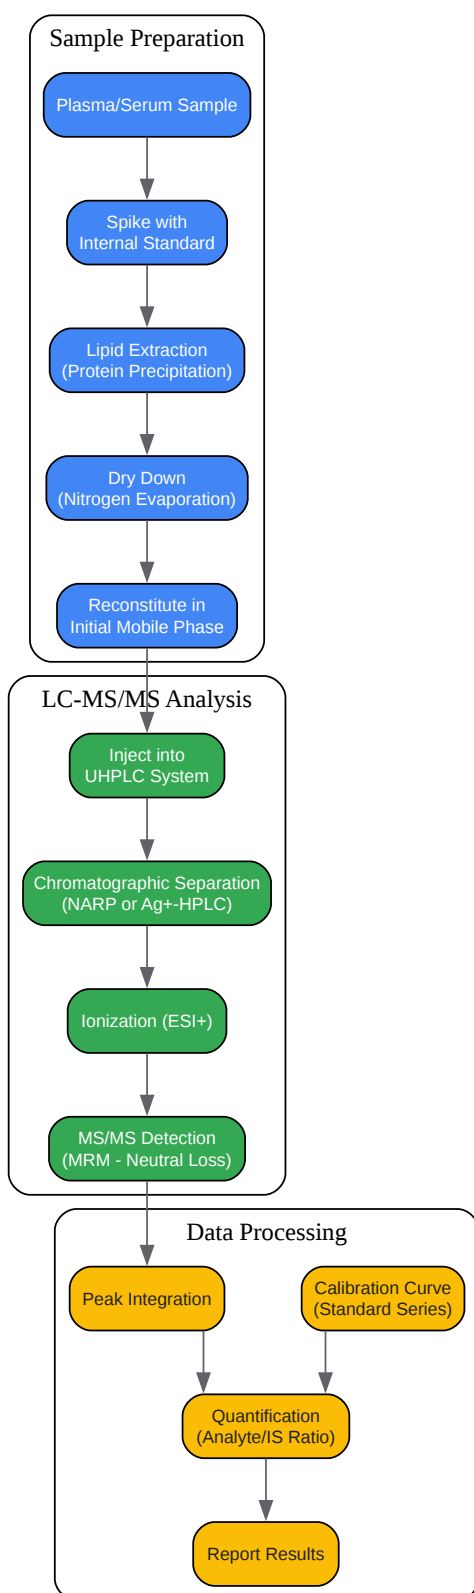 Sample Preparation
Plasma/Serum Sample
Spike with
Internal Standard
Lipid Extraction
(Protein Precipitation)
Dry Down
(Nitrogen Evaporation)
Reconstitute in
Initial Mobile Phase
LC-MS/MS Analysis
Inject into
UHPLC System
Chromatographic Separation
(NARP or Ag+-HPLC)
Ionization (ESI+)
MS/MS Detection
(MRM - Neutral Loss)
Data Processing
Peak Integration
Calibration Curve
(Standard Series)
Quantification
(Analyte/IS Ratio)
Report Results